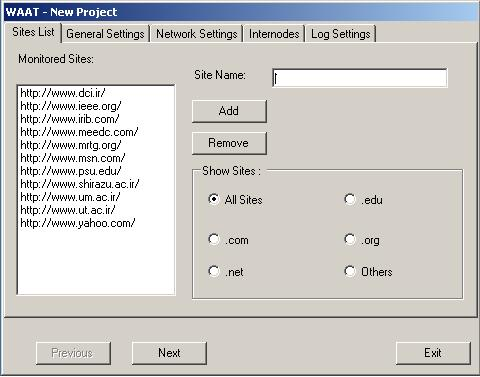 WAAT - New Project
Sites List General Settings Network Settings Internodes Log Settings
Monitored Sites:
http://www.dci.ir/
http://www.ieee.org/
http://www.irib.com/
http://www.meedc.com/
http://www.mrtg.org/
http://www.msn.com/
http://www.psu.edu/
http://www.shirazu.ac.ir/
http://www.um.ac.ir/
http://www.ut.ac.ir/
http://www.yahoo.com/
Site Name:
Add
Remove
Show Sites :
All Sites .edu
.com .org
.net Others
Previous Next Exit